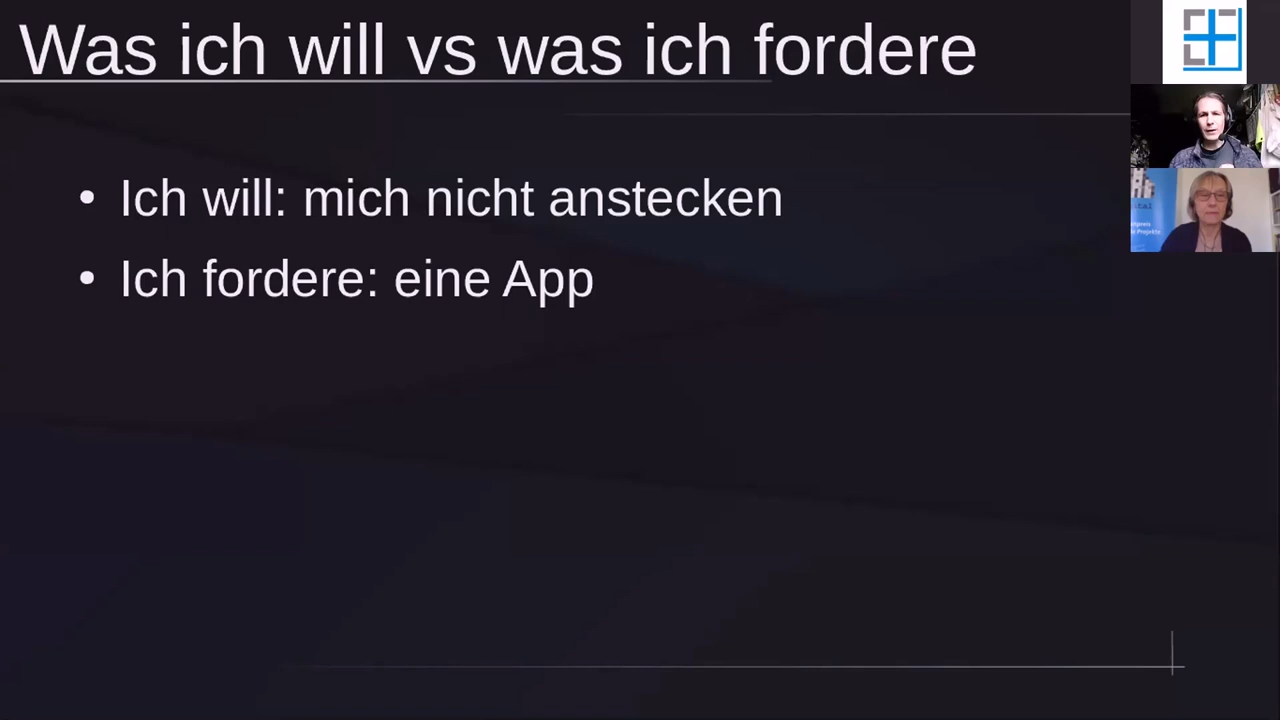 Was ich will vs was ich fordere
• Ich will: mich nicht anstecken
• Ich fordere: eine App